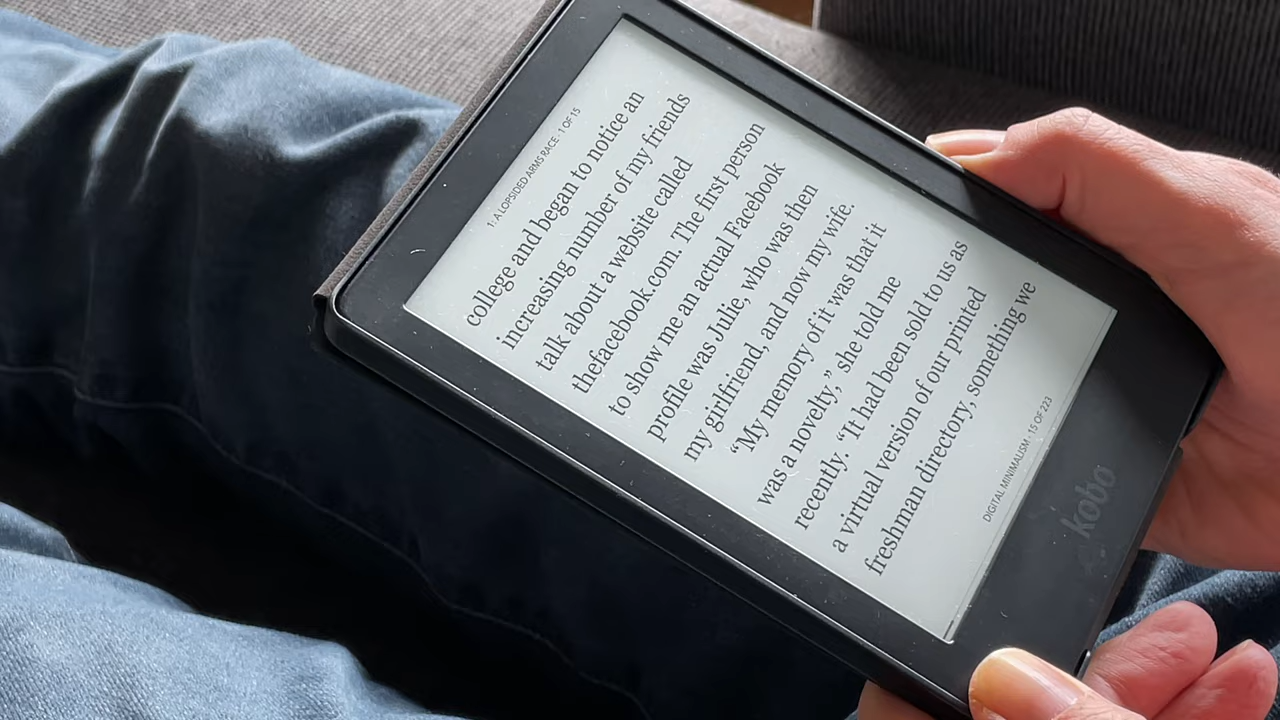 1: A LOPSIDED ARMS RACE · 1 OF 15
college and began to notice an
increasing number of my friends
talk about a website called
thefacebook.com. The first person
to show me an actual Facebook
profile was Julie, who was then
my girlfriend, and now my wife.
“My memory of it was that it
was a novelty,” she told me
recently. “It had been sold to us as
a virtual version of our printed
freshman directory, something we
DIGITAL MINIMALISM · 15 OF 223
kobo